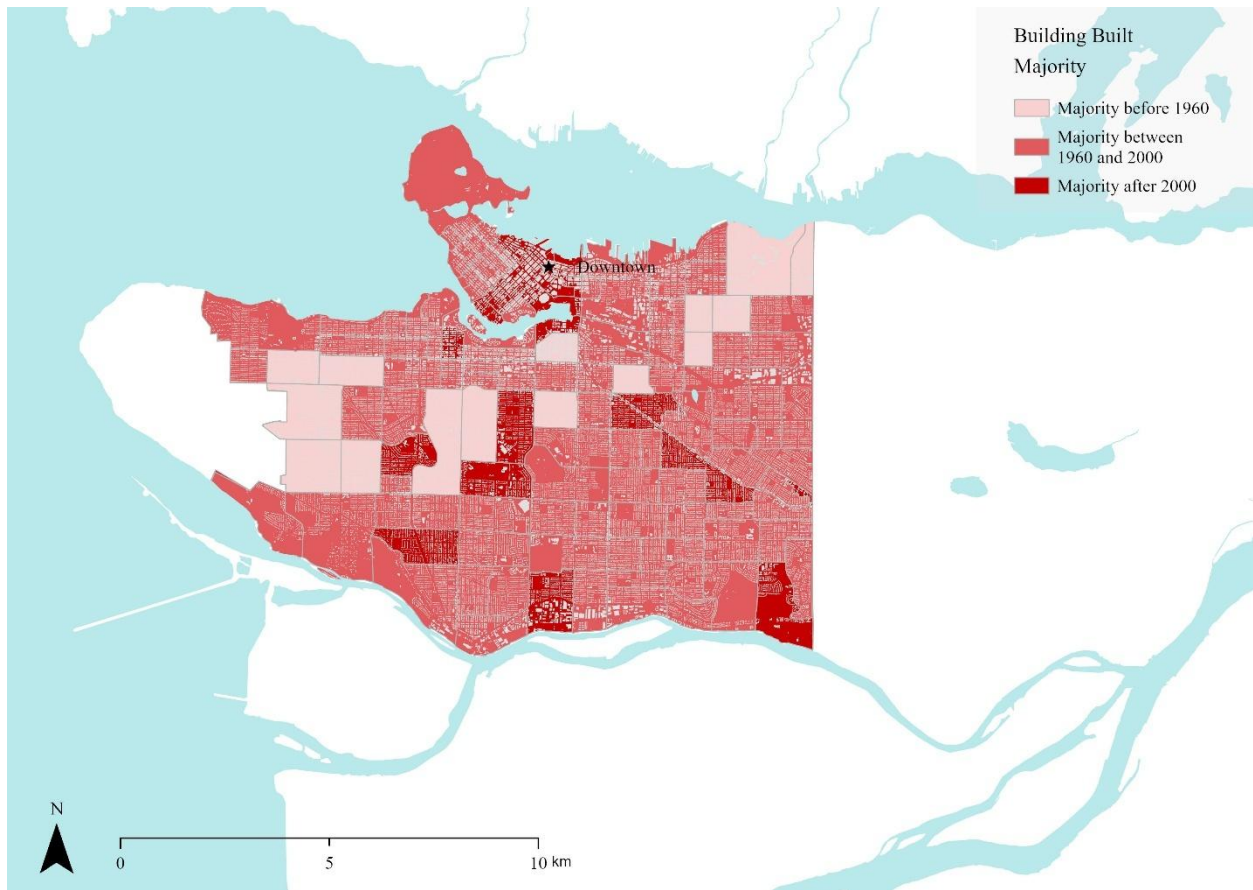 Building Built
Majority
Majority before 1960
Majority between
1960 and 2000
Majority after 2000
Downtown
N
0
5
10 km